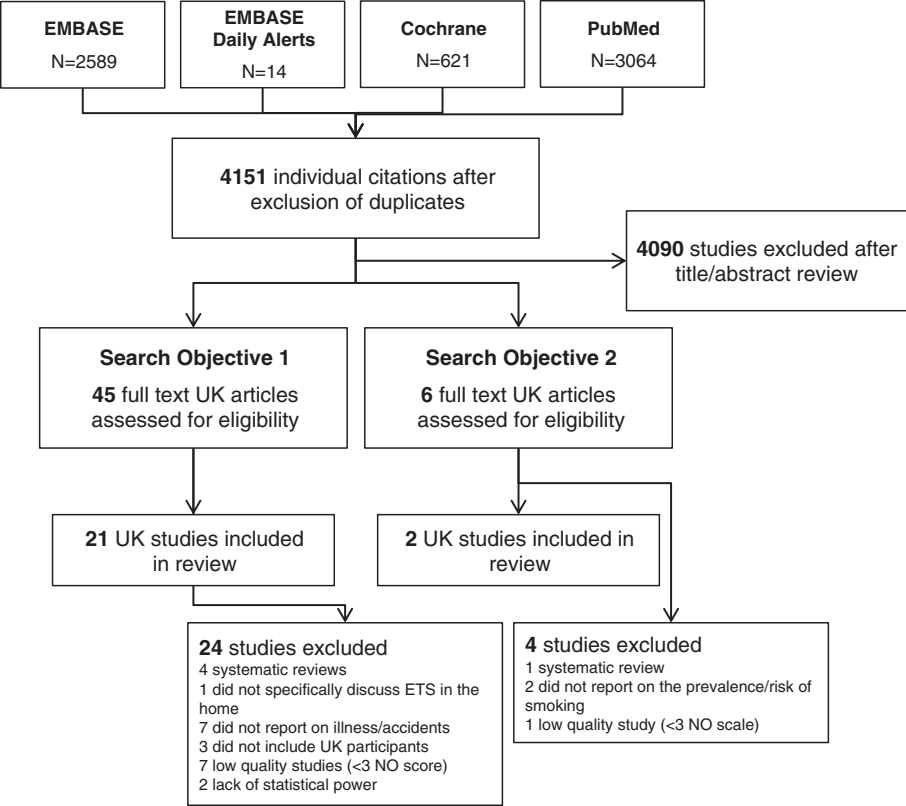 EMBASE
N=2589
EMBASE
Daily Alerts
N=14
Cochrane
N=621
PubMed
N=3064
4151 individual citations after
exclusion of duplicates
4090 studies excluded after
title/abstract review
Search Objective 1
45 full text UK articles
assessed for eligibility
Search Objective 2
6 full text UK articles
assessed for eligibility
21 UK studies included
in review
2 UK studies included in
review
24 studies excluded
4 systematic reviews
1 did not specifically discuss ETS in the
home
7 did not report on illness/accidents
3 did not include UK participants
7 low quality studies (<3 NO score)
2 lack of statistical power
4 studies excluded
1 systematic review
2 did not report on the prevalence/risk of
smoking
1 low quality study (<3 NO scale)